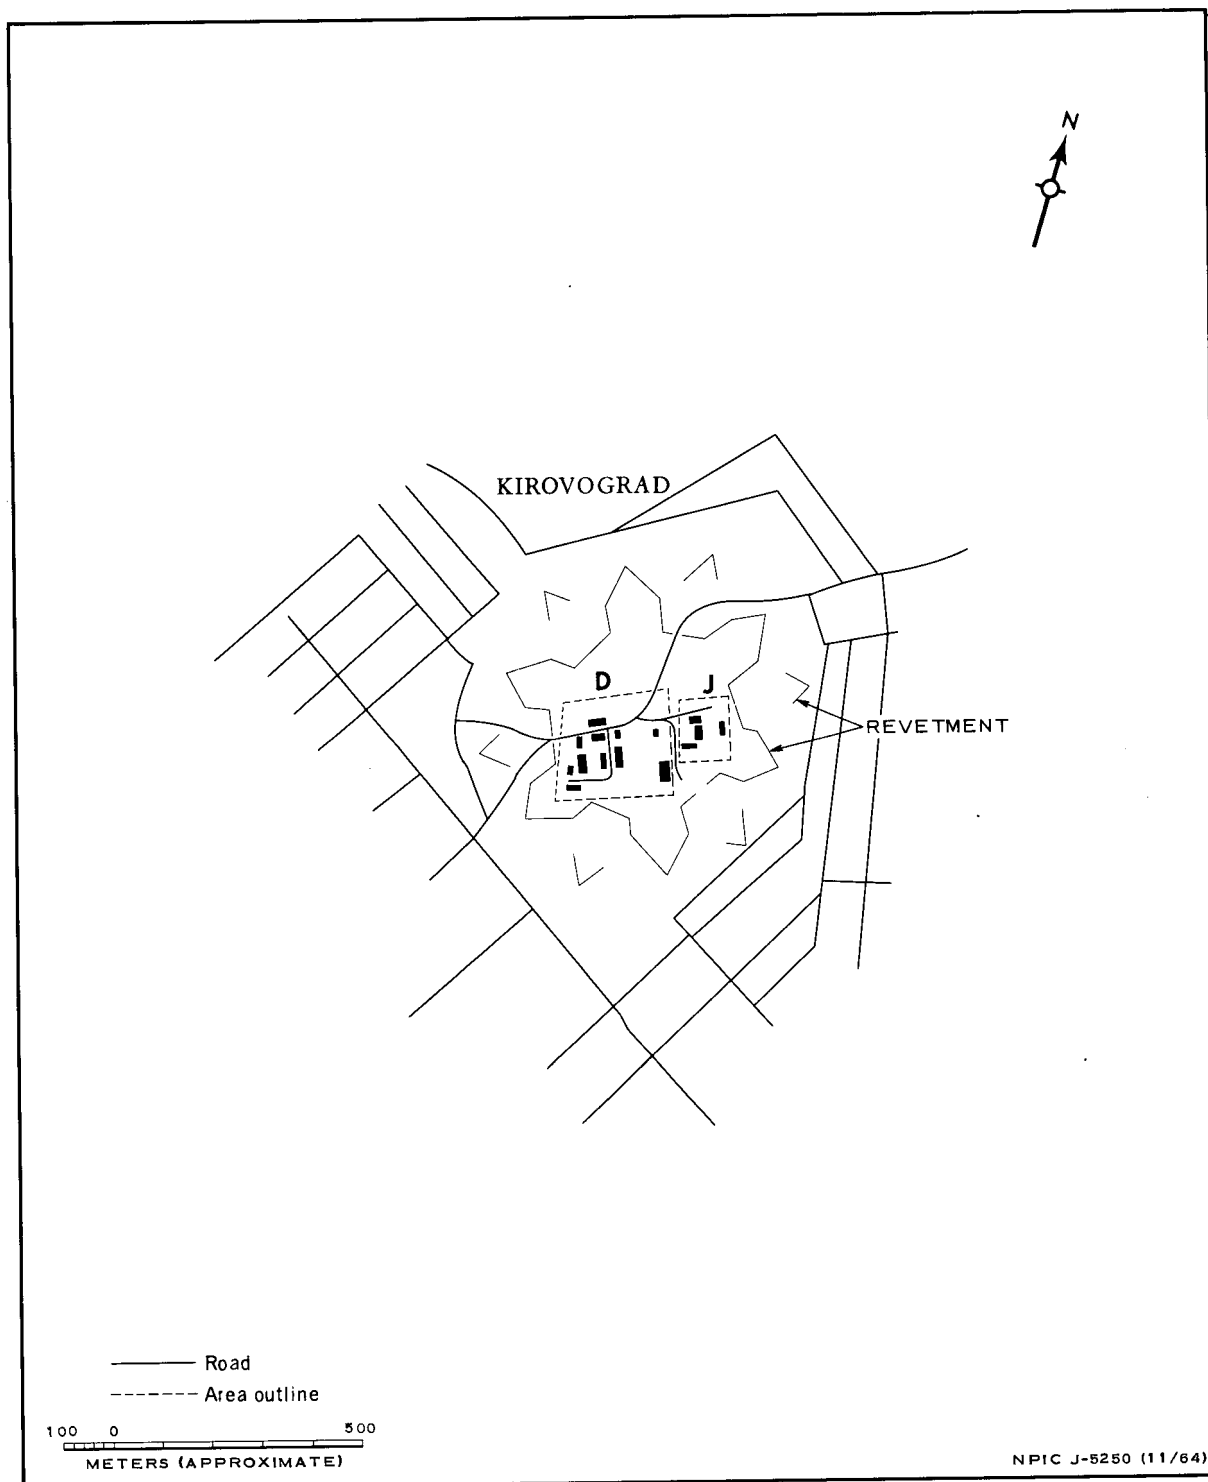 N
KIROVOGRAD
D
J
REVETMENT
Road
Area outline
100 0 500
METERS (APPROXIMATE)
NPIC J-5250 (11/64)